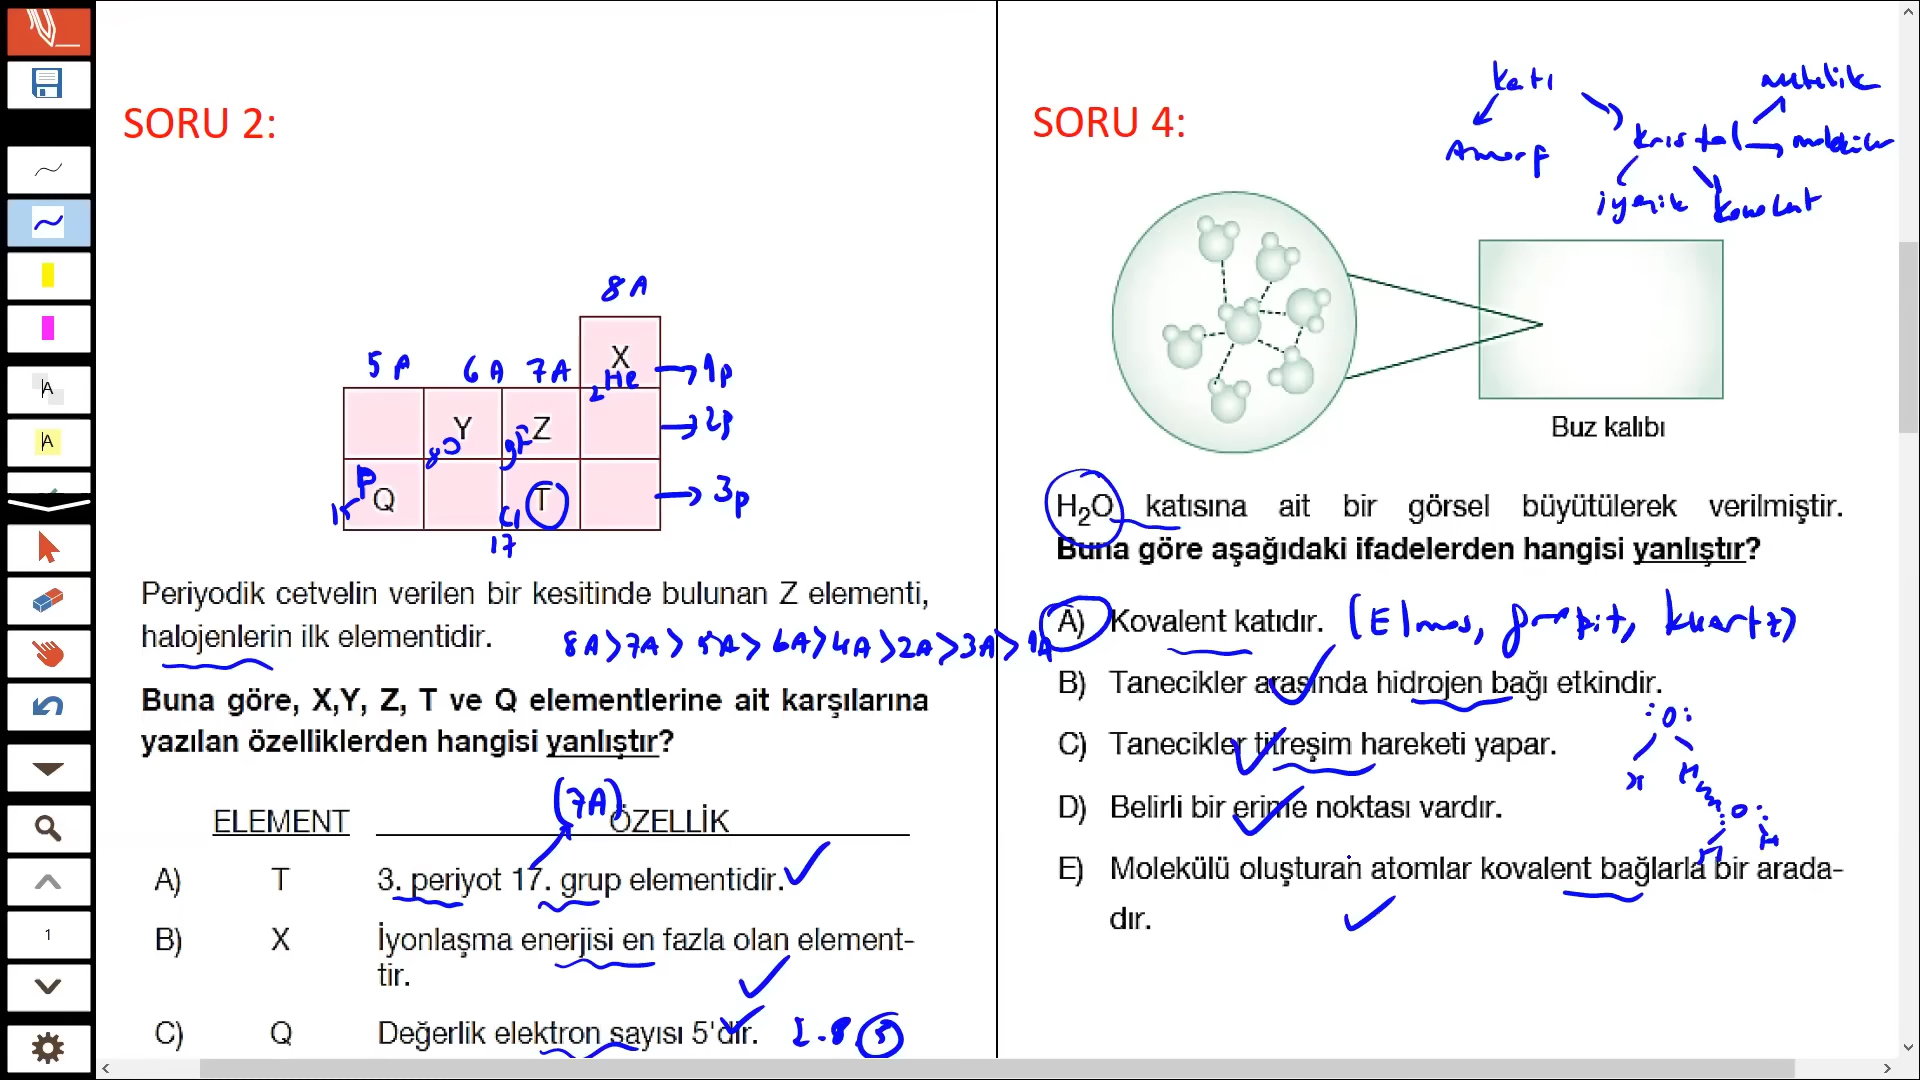 SORU 2:
8A
5A 6A 7A X → 1p
2He
Y Z → 2p
8O 9F
P Q T → 3p
15 Cl
17
Periyodik cetvelin verilen bir kesitinde bulunan Z elementi,
halojenlerin ilk elementidir.
8A > 7A > 5A > 6A > 4A > 2A > 3A > 1A
Buna göre, X,Y, Z, T ve Q elementlerine ait karşılarına
yazılan özelliklerden hangisi yanlıştır?
(7A)
ELEMENT ÖZELLİK
A) T 3. periyot 17. grup elementidir.
B) X İyonlaşma enerjisi en fazla olan element-
tir.
C) Q Değerlik elektron sayısı 5'dir. 2.8.5
SORU 4:
Katı metalik
Amorf Kristal moleküler
iyonik kovalent
Buz kalıbı
H₂O katısına ait bir görsel büyütülerek verilmiştir.
Buna göre aşağıdaki ifadelerden hangisi yanlıştır?
A) Kovalent katıdır. (Elmas, grafit, kuartz)
B) Tanecikler arasında hidrojen bağı etkindir.
:O:
C) Tanecikler titreşim hareketi yapar.
H H
D) Belirli bir erime noktası vardır.
:O:
H H
E) Molekülü oluşturan atomlar kovalent bağlarla bir arada-
dır.
A
A
1